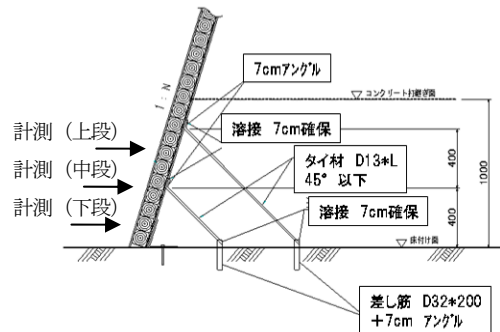 7cmアングル
1:N
コンクリート打継ぎ面
計測（上段）
溶接 7cm確保
計測（中段）
タイ材 D13*L
45° 以下
計測（下段）
溶接 7cm確保
400
400
1000
床付け面
差し筋 D32*200
+7cm アングル